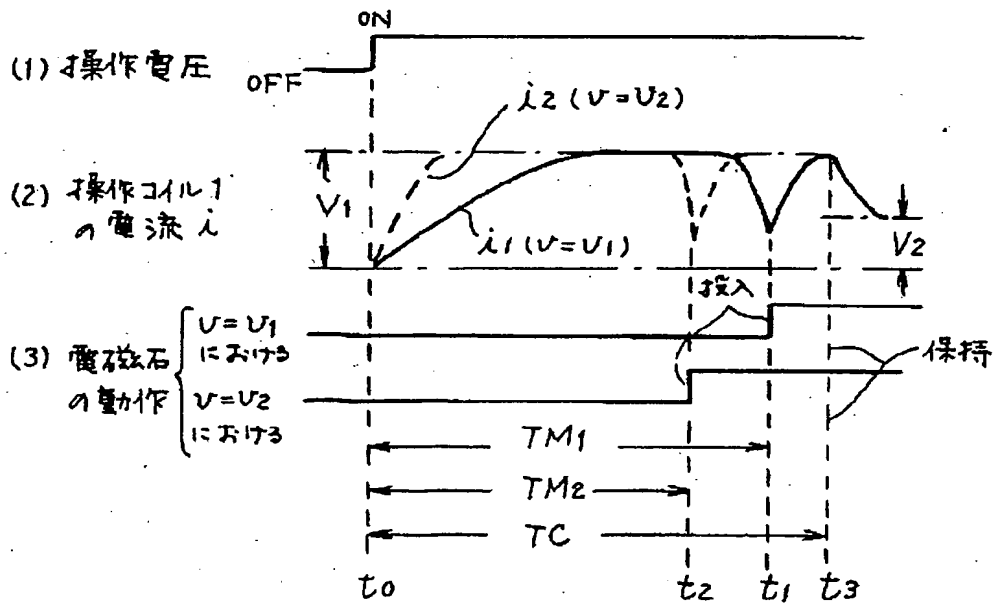 ON
(1) 操作電圧
OFF
i2 (v=v2)
(2) 操作コイル1
の電流 i
V1
i1 (v=v1)
V2
投入
(3) 電磁石
の動作
v=v1
における
v=v2
における
保持
TM1
TM2
TC
t0 t2 t1 t3